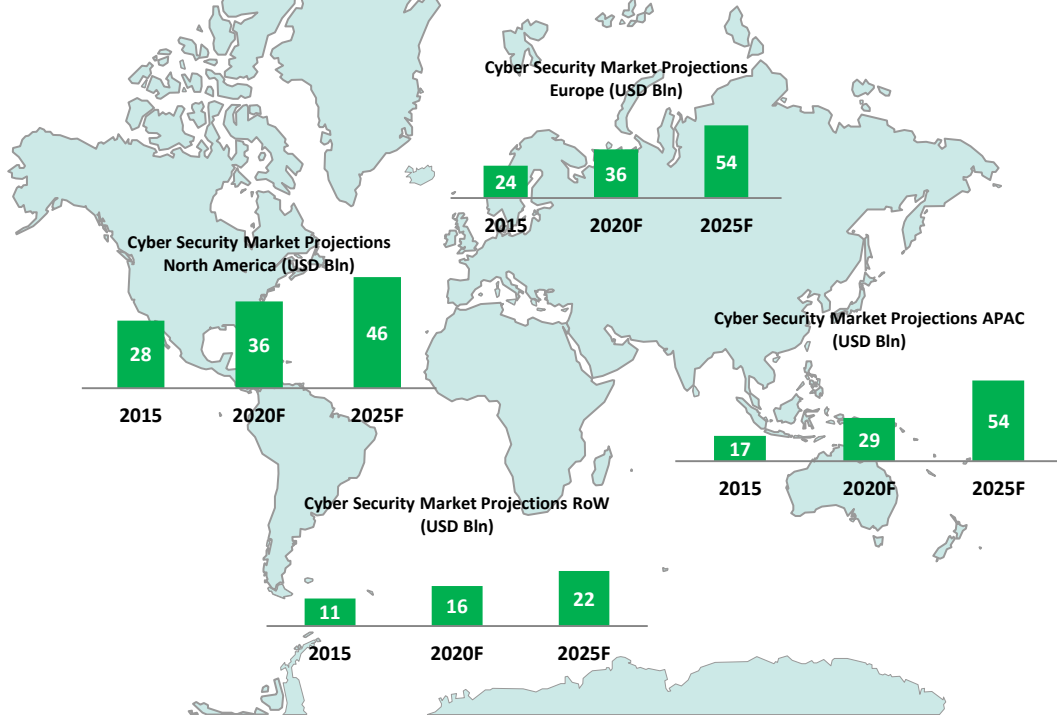 Cyber Security Market Projections
Europe (USD Bln)
24
36
54
2015
2020F
2025F
Cyber Security Market Projections
North America (USD Bln)
28
36
46
2015
2020F
2025F
Cyber Security Market Projections APAC
(USD Bln)
17
29
54
2015
2020F
2025F
Cyber Security Market Projections RoW
(USD Bln)
11
16
22
2015
2020F
2025F